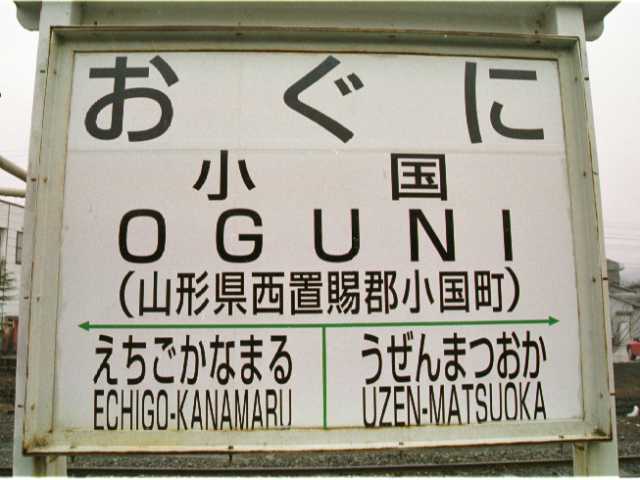 おぐに
小国
OGUNI
(山形県西置賜郡小国町)
えちごかなまる うぜんまつおか
ECHIGO-KANAMARU UZEN-MATSUOKA